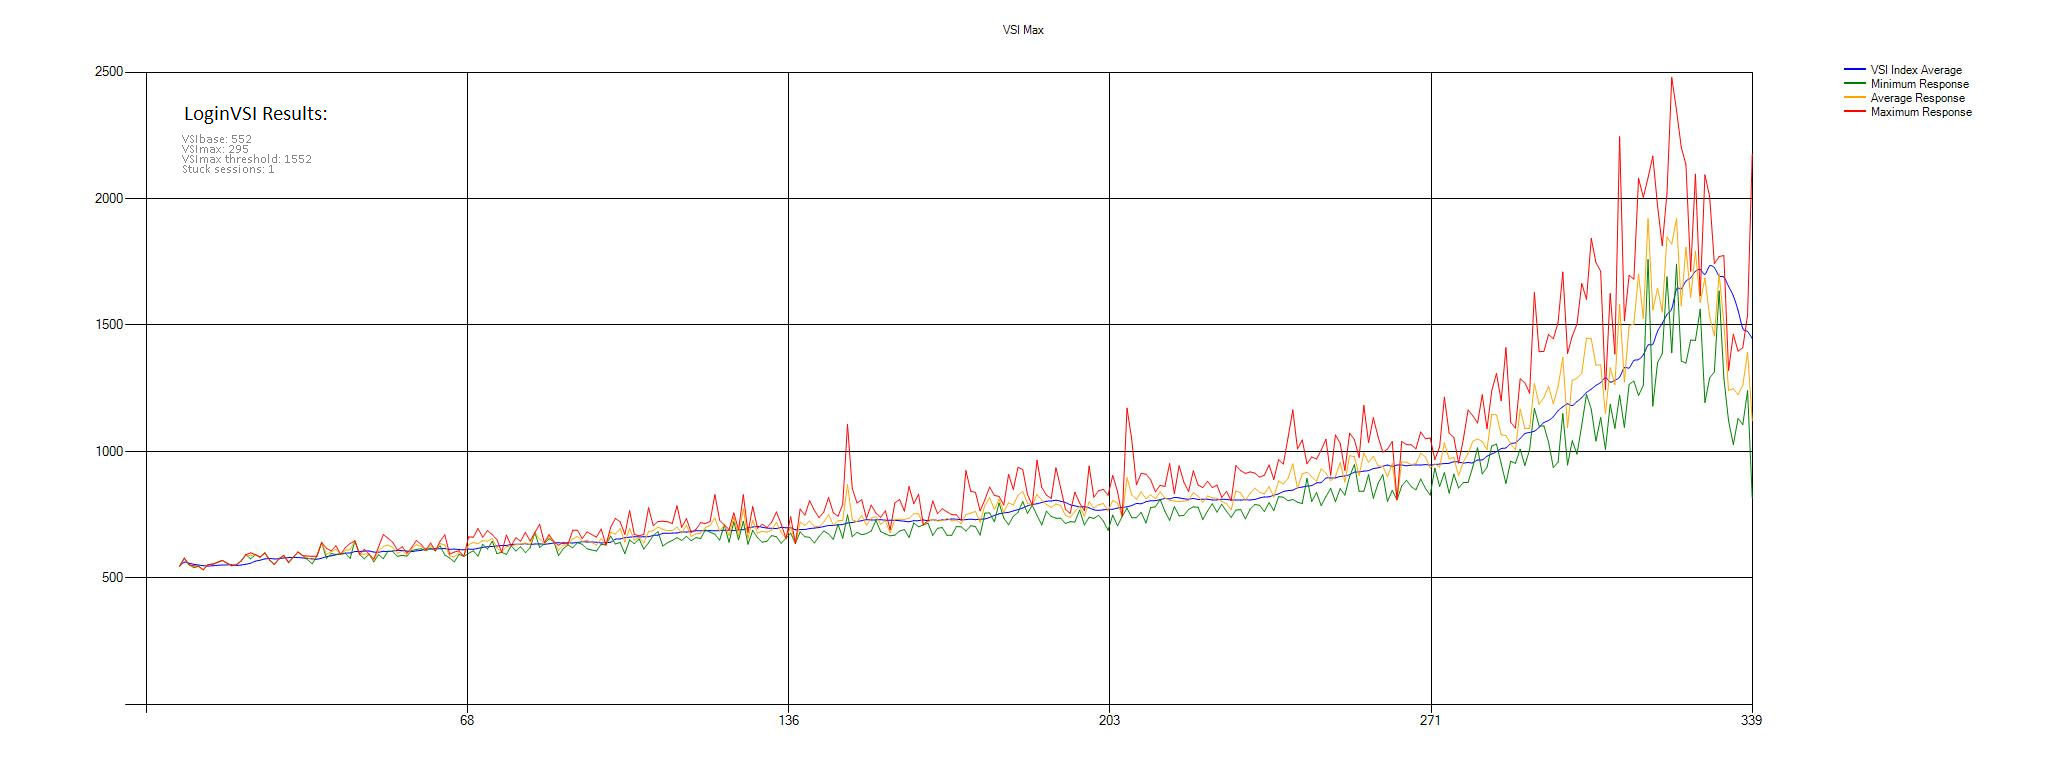 VSI Max
2500
2000
1500
1000
500
LoginVSI Results:
VSIbase: 552
VSImax: 295
VSImax threshold: 1552
Stuck sessions: 1
68
136
203
271
339
VSI Index Average
Minimum Response
Average Response
Maximum Response